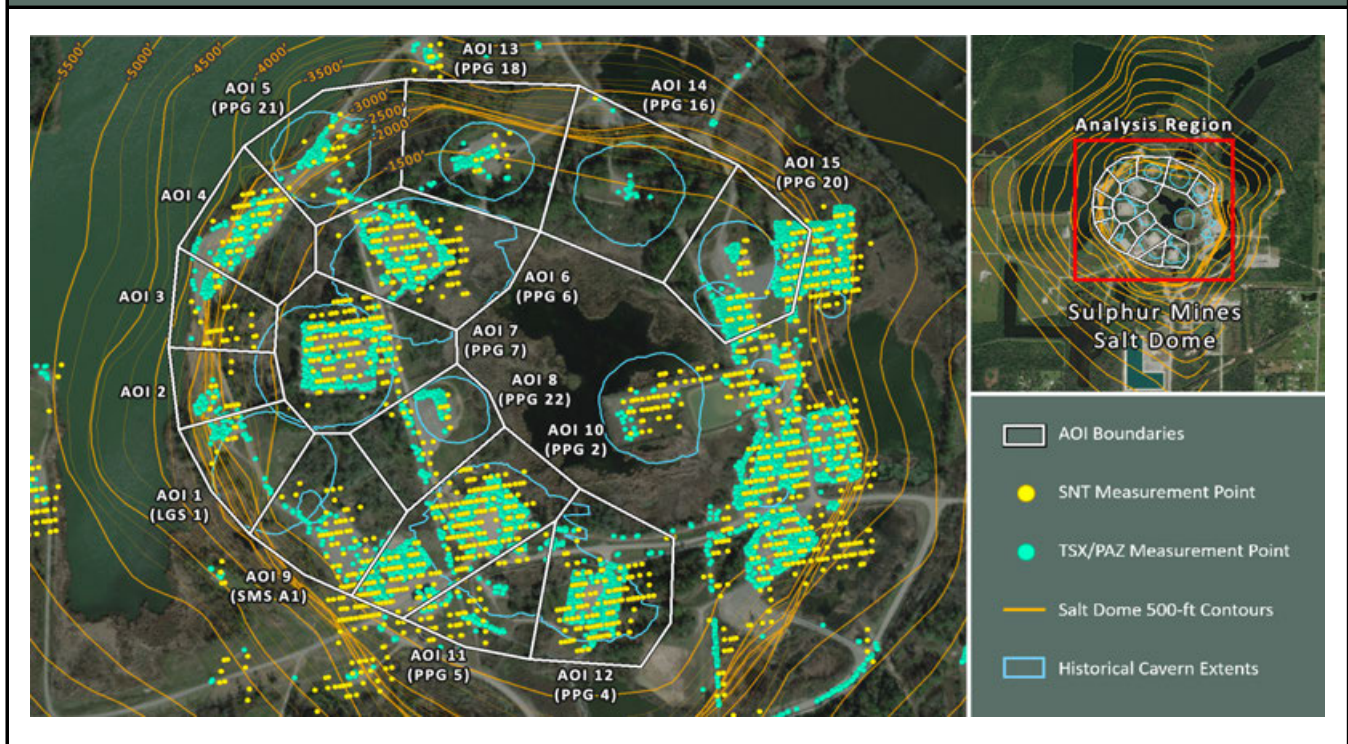 -5500'
-5000'
-4500'
-4000'
-3500'
-3000'
-2500'
-2000'
-1500'
AOI 13
(PPG 18)
AOI 5
(PPG 21)
AOI 14
(PPG 16)
AOI 15
(PPG 20)
AOI 4
AOI 3
AOI 6
(PPG 6)
AOI 7
(PPG 7)
AOI 2
AOI 8
(PPG 22)
AOI 10
(PPG 2)
AOI 1
(LGS 1)
AOI 9
(SMS A1)
AOI 11
(PPG 5)
AOI 12
(PPG 4)
Analysis Region
Sulphur Mines
Salt Dome
AOI Boundaries
SNT Measurement Point
TSX/PAZ Measurement Point
Salt Dome 500-ft Contours
Historical Cavern Extents